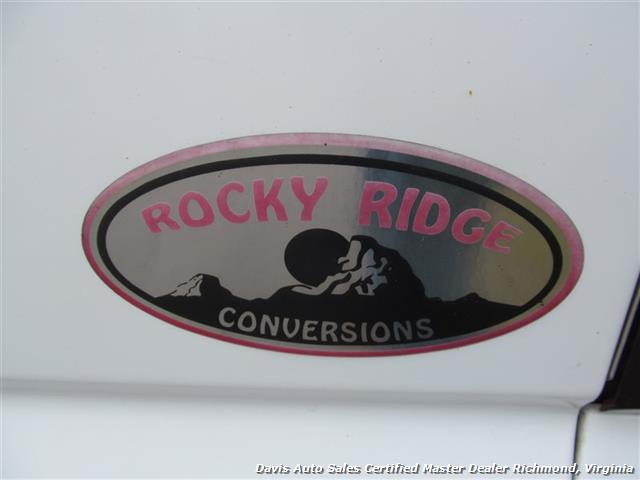 ROCKY RIDGE
CONVERSIONS
Davis Auto Sales Certified Master Dealer Richmond, Virginia